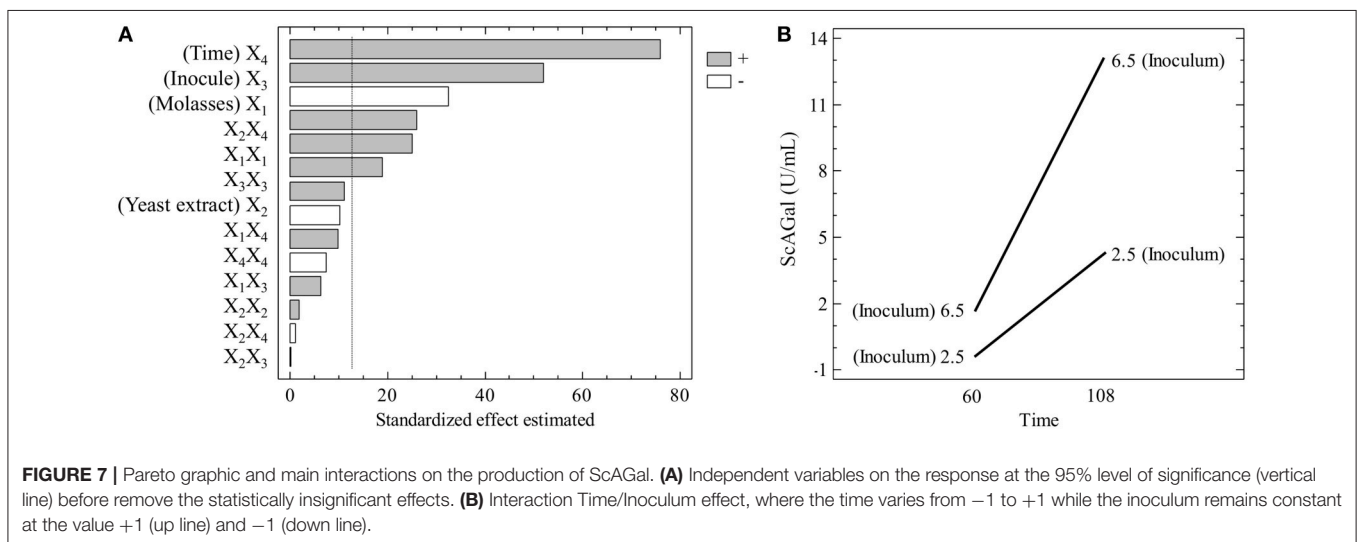 A
(Time) X4
(Inocule) X3
(Molasses) X1
X2X4
X1X1
X3X3
(Yeast extract) X2
X1X4
X4X4
X1X3
X2X2
X2X4
X2X3
0 20 40 60 80
Standardized effect estimated
+
-
B
14
11
8
5
2
-1
ScAGal (U/mL)
6.5 (Inoculum)
2.5 (Inoculum)
(Inoculum) 6.5
(Inoculum) 2.5
60 108
Time
FIGURE 7 | Pareto graphic and main interactions on the production of ScAGal. (A) Independent variables on the response at the 95% level of significance (vertical
line) before remove the statistically insignificant effects. (B) Interaction Time/Inoculum effect, where the time varies from −1 to +1 while the inoculum remains constant
at the value +1 (up line) and −1 (down line).